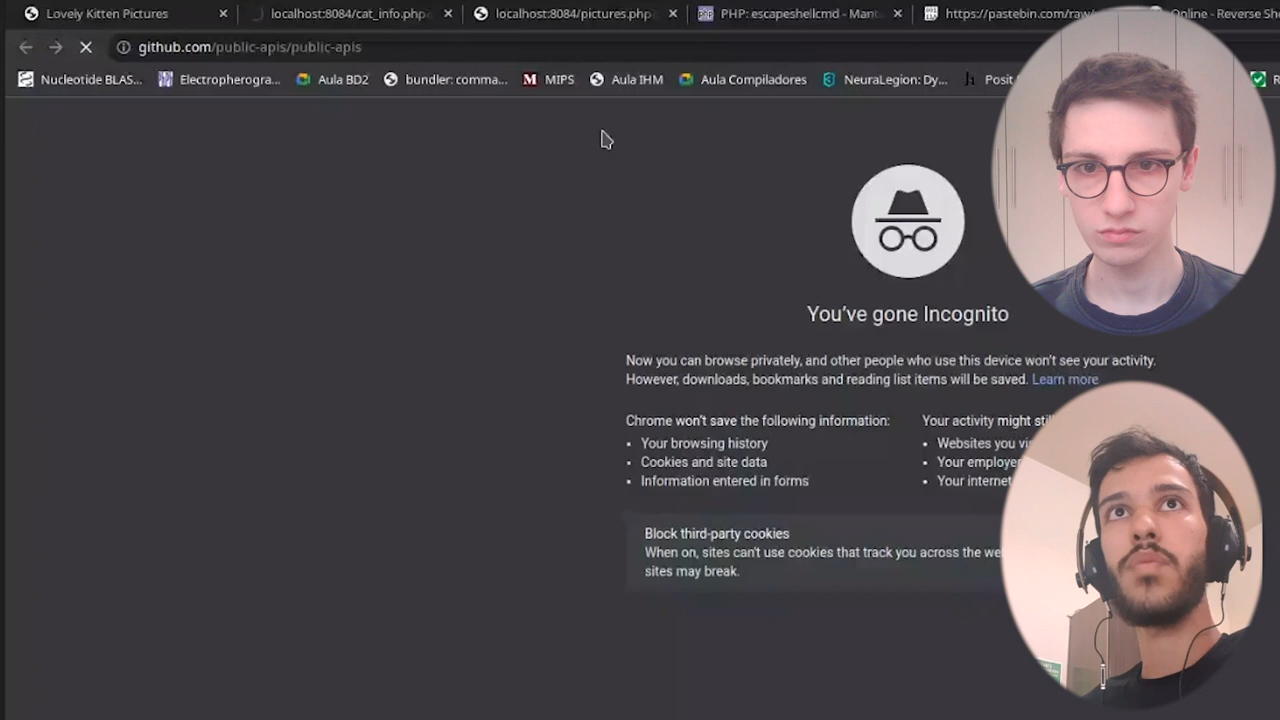 Lovely Kitten Pictures
localhost:8084/cat_info.php
localhost:8084/pictures.php
PHP: escapeshellcmd - Man
https://pastebin.com/raw/
Online - Reverse She
github.com/public-apis/public-apis
Nucleotide BLAS...
Electropherogra...
Aula BD2
bundler: comma...
MIPS
Aula IHM
Aula Compiladores
NeuraLegion: Dy...
Posit
You've gone Incognito
Now you can browse privately, and other people who use this device won't see your activity.
However, downloads, bookmarks and reading list items will be saved. Learn more
Chrome won't save the following information:
Your browsing history
Cookies and site data
Information entered in forms
Your activity might still
Websites you vis
Your employer
Your internet
Block third-party cookies
When on, sites can't use cookies that track you across the we
sites may break.